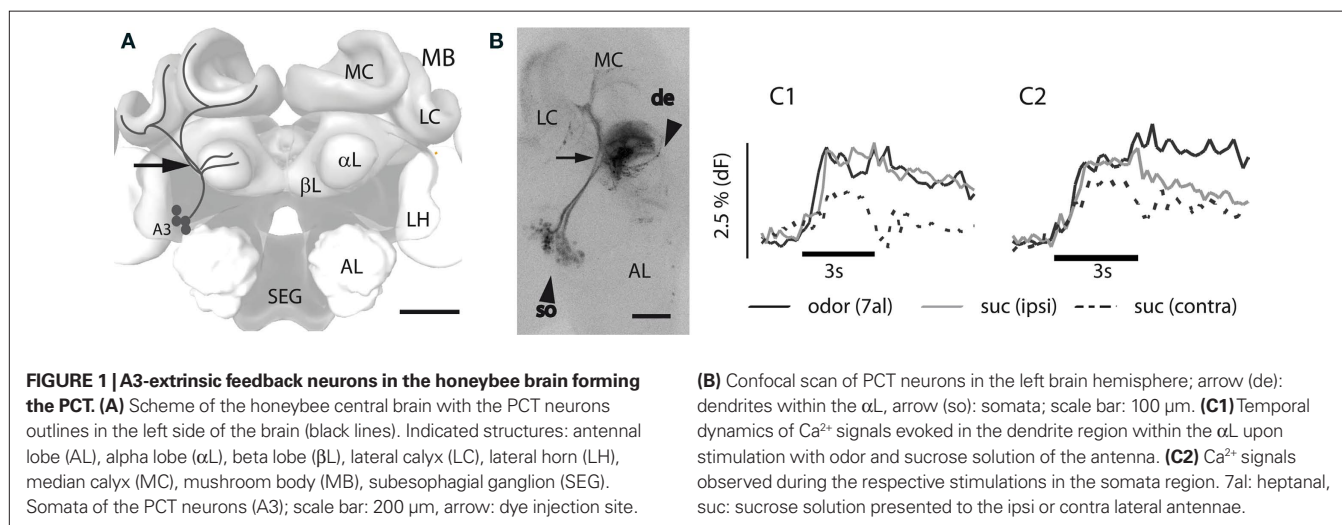 A
MB
MC
LC
αL
βL
LH
A3
AL
SEG
B
MC
de
LC
AL
so
C1
C2
2.5 % (dF)
3s
3s
odor (7al)
suc (ipsi)
suc (contra)
FIGURE 1 | A3-extrinsic feedback neurons in the honeybee brain forming
the PCT. (A) Scheme of the honeybee central brain with the PCT neurons
outlines in the left side of the brain (black lines). Indicated structures: antennal
lobe (AL), alpha lobe (αL), beta lobe (βL), lateral calyx (LC), lateral horn (LH),
median calyx (MC), mushroom body (MB), subesophagial ganglion (SEG).
Somata of the PCT neurons (A3); scale bar: 200 μm, arrow: dye injection site.
(B) Confocal scan of PCT neurons in the left brain hemisphere; arrow (de):
dendrites within the αL, arrow (so): somata; scale bar: 100 μm. (C1) Temporal
dynamics of Ca²⁺ signals evoked in the dendrite region within the αL upon
stimulation with odor and sucrose solution of the antenna. (C2) Ca²⁺ signals
observed during the respective stimulations in the somata region. 7al: heptanal,
suc: sucrose solution presented to the ipsi or contra lateral antennae.